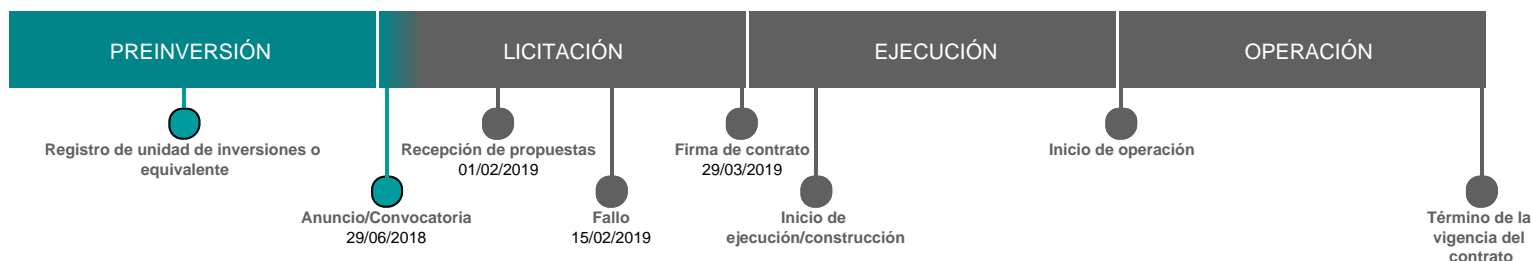 PREINVERSIÓN
LICITACIÓN
EJECUCIÓN
OPERACIÓN
Registro de unidad de inversiones o
equivalente
Recepción de propuestas
01/02/2019
Firma de contrato
29/03/2019
Inicio de operación
Anuncio/Convocatoria
29/06/2018
Fallo
15/02/2019
Inicio de
ejecución/construcción
Término de la
vigencia del
contrato